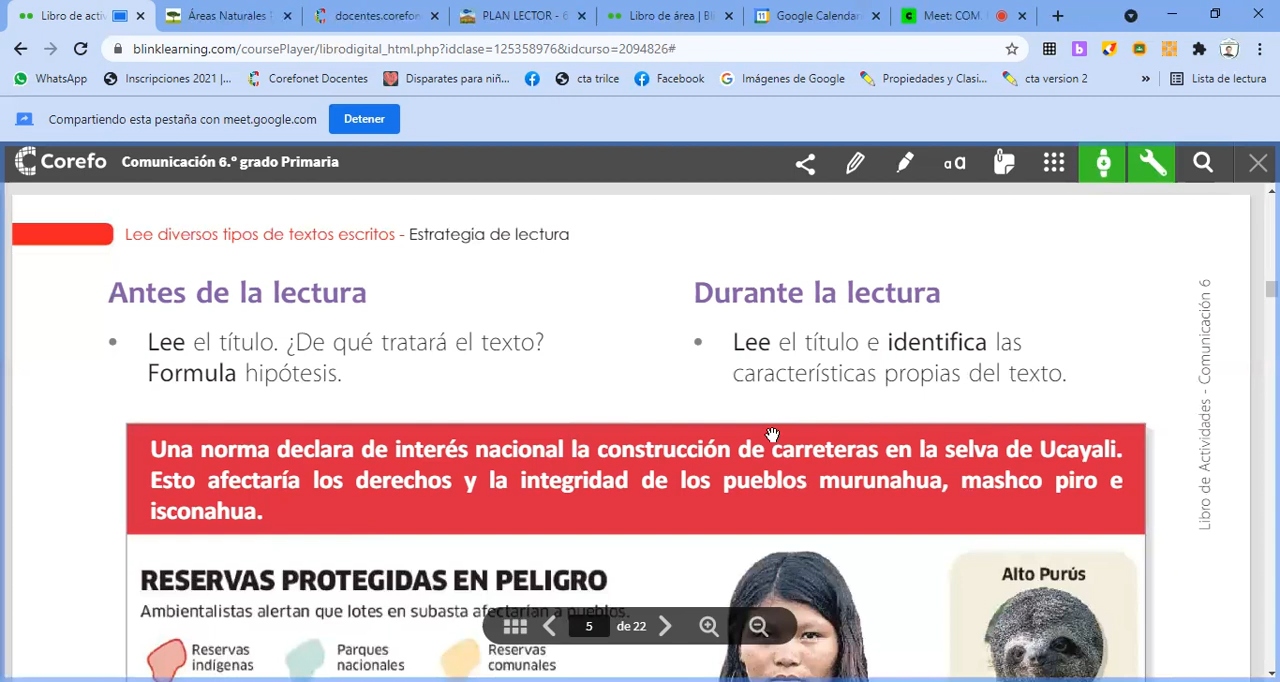 Libro de acti
Áreas Naturales
docentes.corefon
PLAN LECTOR - 6
Libro de área | Bli
Google Calendar
Meet: COM
blinklearning.com/coursePlayer/librodigital_html.php?idclase=125358976&idcurso=2094826#
WhatsApp
Inscripciones 2021 |...
Corefonet Docentes
Disparates para niñ...
cta trilce
Facebook
Imágenes de Google
Propiedades y Clasi...
cta version 2
»
Lista de lectura
Compartiendo esta pestaña con meet.google.com
Detener
Corefo
Comunicación 6.º grado Primaria
a a
Lee diversos tipos de textos escritos - Estrategia de lectura
Antes de la lectura
• Lee el título. ¿De qué tratará el texto?
Formula hipótesis.
Durante la lectura
• Lee el título e identifica las
características propias del texto.
Libro de Actividades - Comunicación 6
Una norma declara de interés nacional la construcción de carreteras en la selva de Ucayali.
Esto afectaría los derechos y la integridad de los pueblos murunahua, mashco piro e
isconahua.
RESERVAS PROTEGIDAS EN PELIGRO
Ambientalistas alertan que lotes en subasta afectarían a pueblos.
Reservas
indígenas
Parques
nacionales
Reservas
comunales
Alto Purús
5 de 22